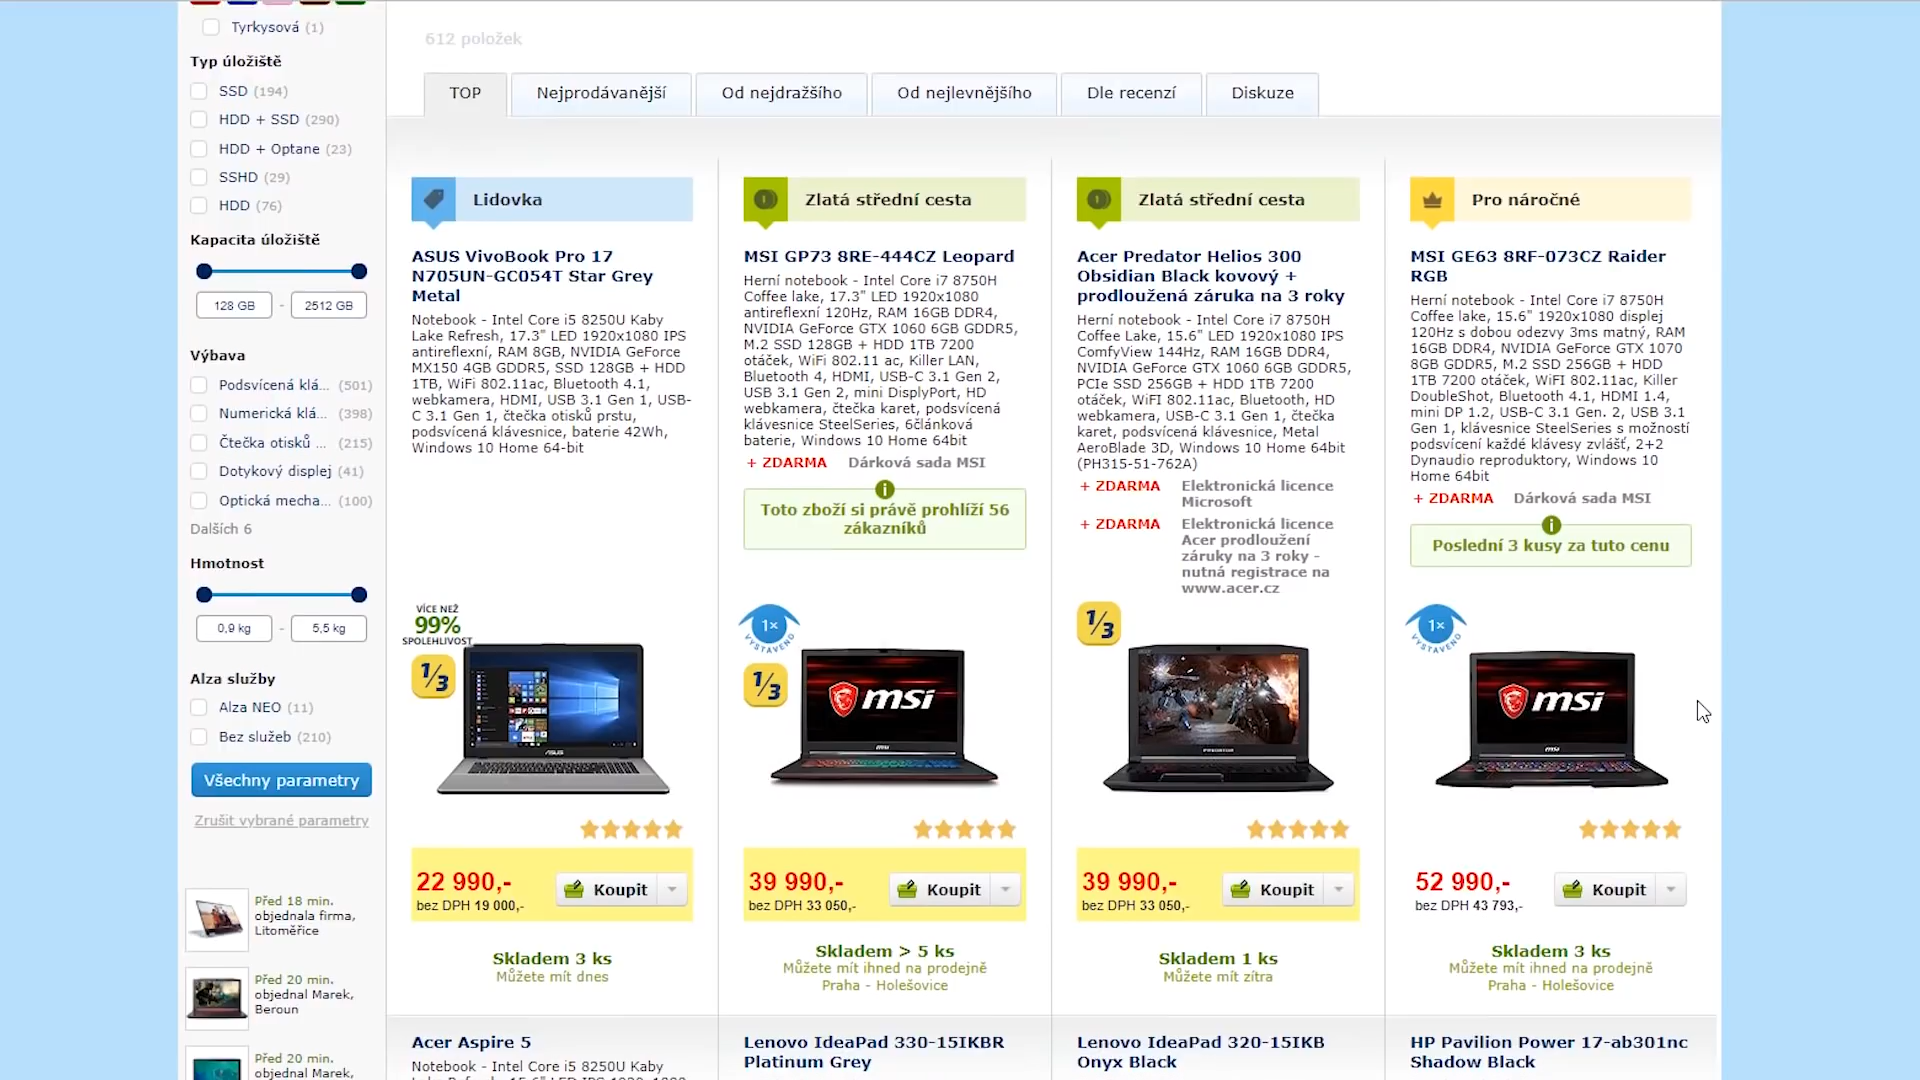 Tyrkysová (1)
Typ úložiště
SSD (194)
HDD + SSD (290)
HDD + Optane (23)
SSHD (29)
HDD (76)
Kapacita úložiště
128 GB - 2512 GB
Výbava
Podsvícená klá... (501)
Numerická klá... (398)
Čtečka otisků ... (215)
Dotykový displej (41)
Optická mecha... (100)
Dalších 6
Hmotnost
0,9 kg - 5,5 kg
Alza služby
Alza NEO (11)
Bez služeb (210)
Všechny parametry
Zrušit vybrané parametry
Před 18 min.
objednala firma,
Litoměřice
Před 20 min.
objednal Marek,
Beroun
Před 20 min.
objednal Marek,
612 položek
TOP
Nejprodávanější
Od nejdražšího
Od nejlevnějšího
Dle recenzí
Diskuze
Lidovka
ASUS VivoBook Pro 17
N705UN-GC054T Star Grey
Metal
Notebook - Intel Core i5 8250U Kaby
Lake Refresh, 17.3" LED 1920x1080 IPS
antireflexní, RAM 8GB, NVIDIA GeForce
MX150 4GB GDDR5, SSD 128GB + HDD
1TB, WiFi 802.11ac, Bluetooth 4.1,
webkamera, HDMI, USB 3.1 Gen 1, USB-
C 3.1 Gen 1, čtečka otisků prstu,
podsvícená klávesnice, baterie 42Wh,
Windows 10 Home 64-bit
VÍCE NEŽ
99%
SPOLEHLIVOST
1/3
ASUS
22 990,-
bez DPH 19 000,-
Koupit
Skladem 3 ks
Můžete mít dnes
Zlatá střední cesta
MSI GP73 8RE-444CZ Leopard
Herní notebook - Intel Core i7 8750H
Coffee lake, 17.3" LED 1920x1080
antireflexní 120Hz, RAM 16GB DDR4,
NVIDIA GeForce GTX 1060 6GB GDDR5,
M.2 SSD 128GB + HDD 1TB 7200
otáček, WiFi 802.11 ac, Killer LAN,
Bluetooth 4, HDMI, USB-C 3.1 Gen 2,
USB 3.1 Gen 2, mini DisplyPort, HD
webkamera, čtečka karet, podsvícená
klávesnice SteelSeries, 6článková
baterie, Windows 10 Home 64bit
+ ZDARMA Dárková sada MSI
i
Toto zboží si právě prohlíží 56
zákazníků
1×
VYSTAVENO
1/3
msi
msi
39 990,-
bez DPH 33 050,-
Koupit
Skladem > 5 ks
Můžete mít ihned na prodejně
Praha - Holešovice
Zlatá střední cesta
Acer Predator Helios 300
Obsidian Black kovový +
prodloužená záruka na 3 roky
Herní notebook - Intel Core i7 8750H
Coffee Lake, 15.6" LED 1920x1080 IPS
ComfyView 144Hz, RAM 16GB DDR4,
NVIDIA GeForce GTX 1060 6GB GDDR5,
PCIe SSD 256GB + HDD 1TB 7200
otáček, WiFI 802.11ac, Bluetooth, HD
webkamera, USB-C 3.1 Gen 1, čtečka
karet, podsvícená klávesnice, Metal
AeroBlade 3D, Windows 10 Home 64bit
(PH315-51-762A)
+ ZDARMA Elektronická licence
Microsoft
+ ZDARMA Elektronická licence
Acer prodloužení
záruky na 3 roky -
nutná registrace na
www.acer.cz
1/3
PREDATOR
39 990,-
bez DPH 33 050,-
Koupit
Skladem 1 ks
Můžete mít zítra
Pro náročné
MSI GE63 8RF-073CZ Raider
RGB
Herní notebook - Intel Core i7 8750H
Coffee lake, 15.6" 1920x1080 displej
120Hz s dobou odezvy 3ms matný, RAM
16GB DDR4, NVIDIA GeForce GTX 1070
8GB GDDR5, M.2 SSD 256GB + HDD
1TB 7200 otáček, WiFI 802.11ac, Killer
DoubleShot, Bluetooth 4.1, HDMI 1.4,
mini DP 1.2, USB-C 3.1 Gen. 2, USB 3.1
Gen 1, klávesnice SteelSeries s možností
podsvícení každé klávesy zvlášť, 2+2
Dynaudio reproduktory, Windows 10
Home 64bit
+ ZDARMA Dárková sada MSI
i
Poslední 3 kusy za tuto cenu
1×
VYSTAVENO
msi
msi
52 990,-
bez DPH 43 793,-
Koupit
Skladem 3 ks
Můžete mít ihned na prodejně
Praha - Holešovice
Acer Aspire 5
Notebook - Intel Core i5 8250U Kaby
Lenovo IdeaPad 330-15IKBR
Platinum Grey
Lenovo IdeaPad 320-15IKB
Onyx Black
HP Pavilion Power 17-ab301nc
Shadow Black